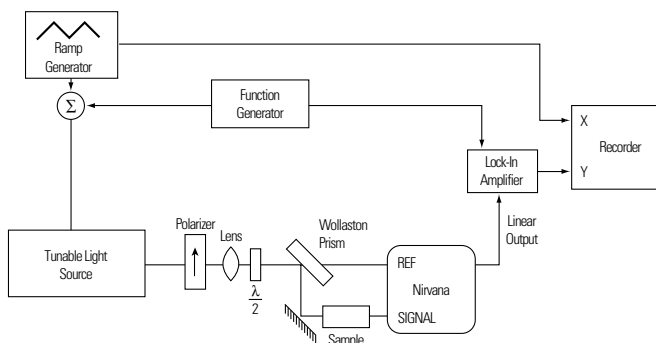 Ramp
Generator
Σ
Function
Generator
X
Recorder
Y
Lock-In
Amplifier
Linear
Output
Wollaston
Prism
Polarizer
Lens
Tunable Light
Source
λ
2
REF
Nirvana
SIGNAL
Sample